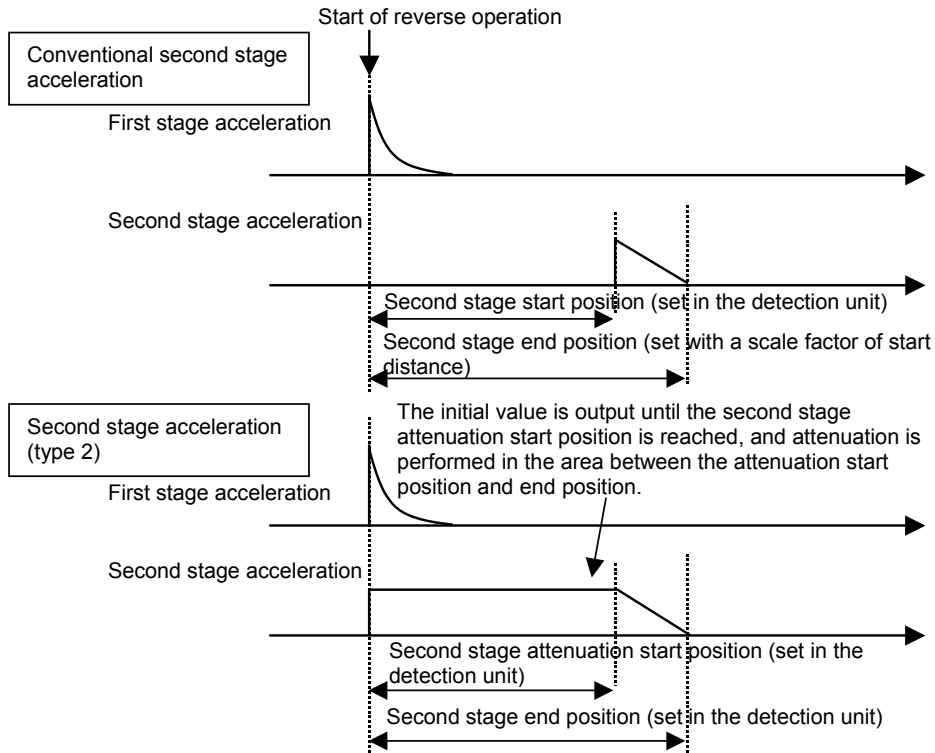 Start of reverse operation
Conventional second stage
acceleration
First stage acceleration
Second stage acceleration
Second stage start position (set in the detection unit)
Second stage end position (set with a scale factor of start
distance)
Second stage acceleration
(type 2)
The initial value is output until the second stage
attenuation start position is reached, and attenuation is
performed in the area between the attenuation start
position and end position.
First stage acceleration
Second stage acceleration
Second stage attenuation start position (set in the
detection unit)
Second stage end position (set in the detection unit)